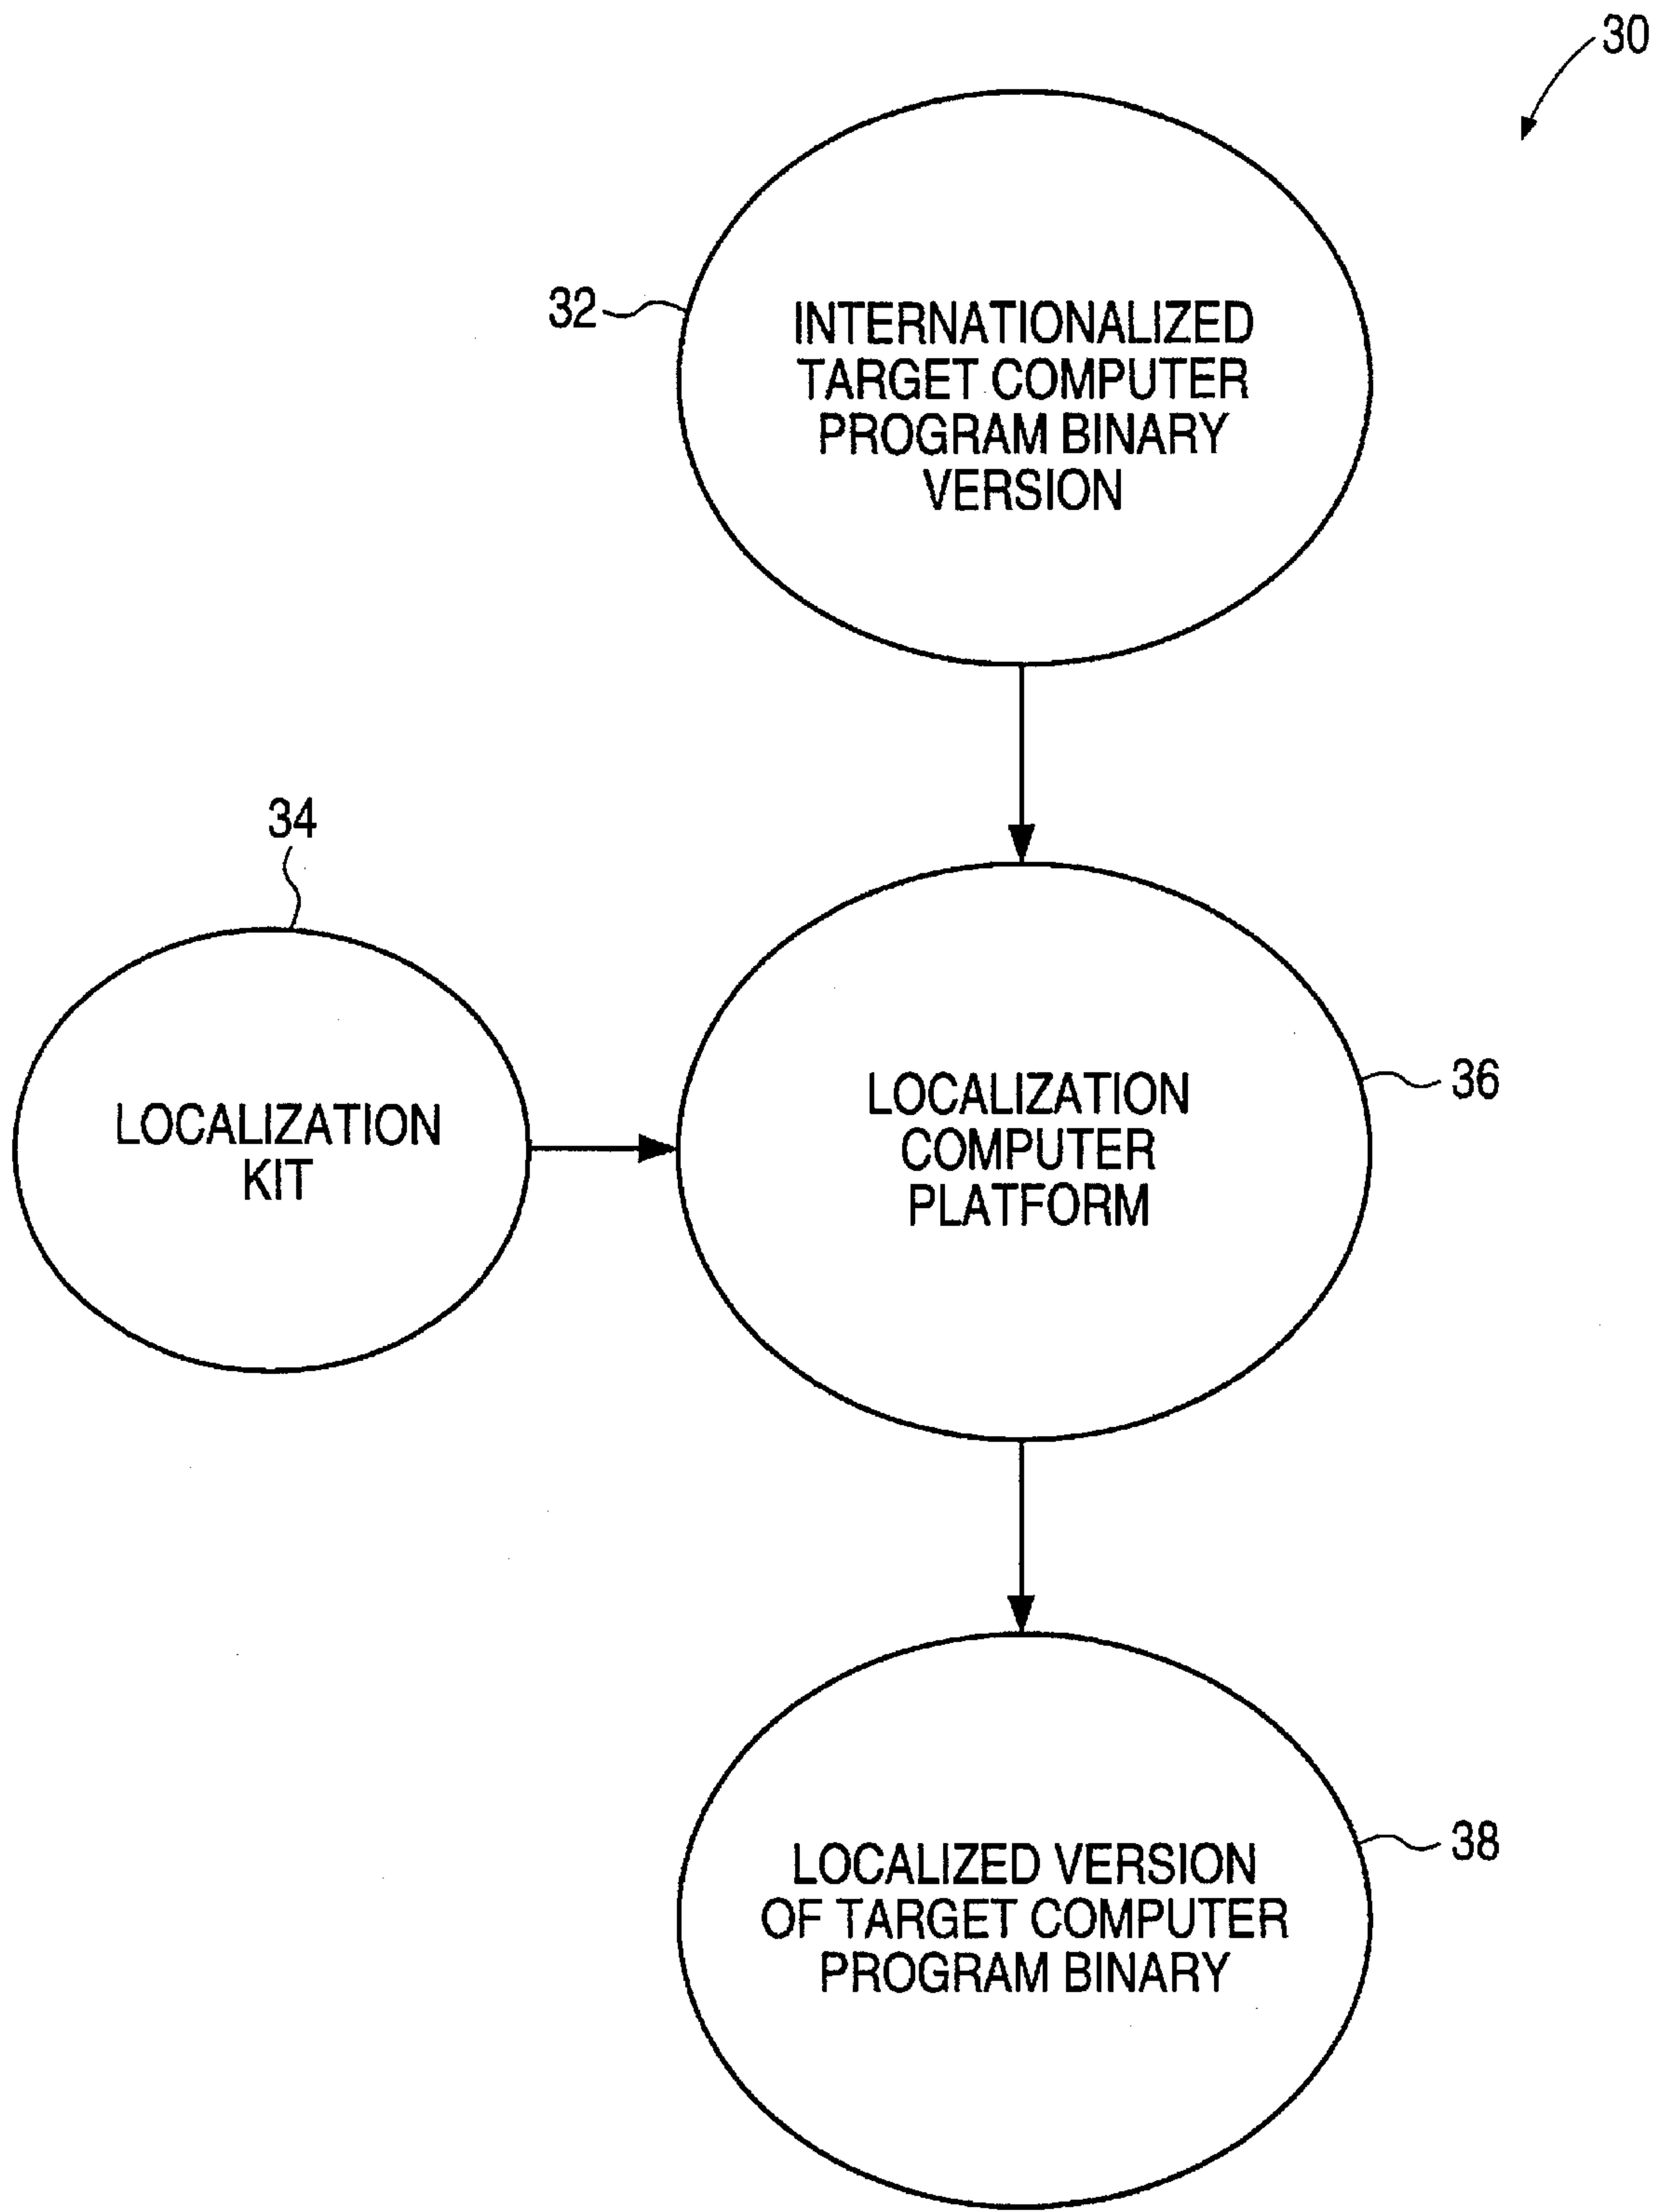 30
32
INTERNATIONALIZED
TARGET COMPUTER
PROGRAM BINARY
VERSION
34
LOCALIZATION
KIT
36
LOCALIZATION
COMPUTER
PLATFORM
38
LOCALIZED VERSION
OF TARGET COMPUTER
PROGRAM BINARY